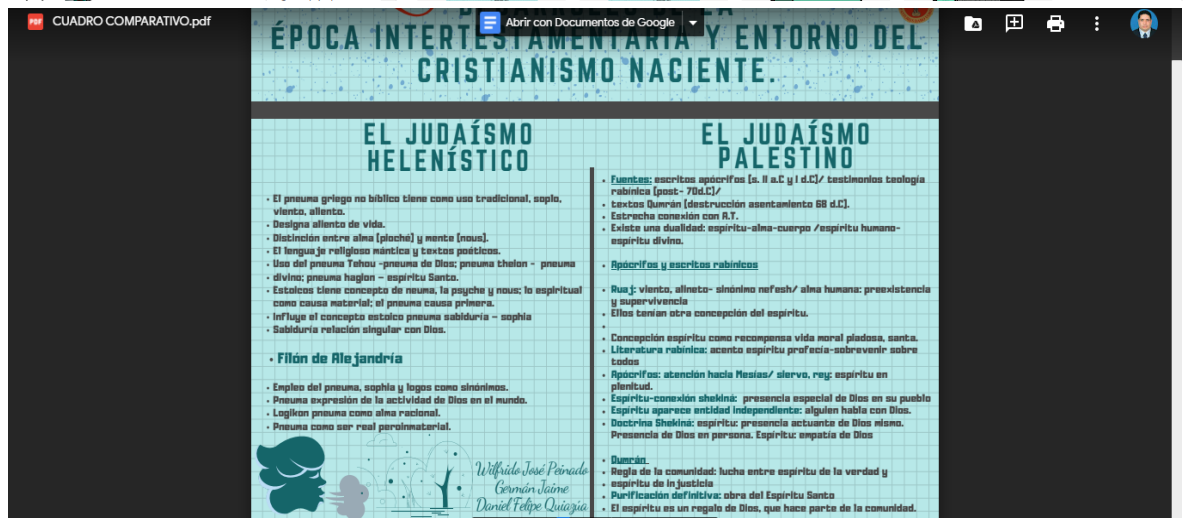 CUADRO COMPARATIVO.pdf
Abrir con Documentos de Google
ÉPOCA INTERTESTAMENTARIA Y ENTORNO DEL
CRISTIANISMO NACIENTE.
EL JUDAÍSMO
HELENÍSTICO
• El pneuma griego no bíblico tiene como uso tradicional, soplo,
viento, aliento.
• Designa aliento de vida.
• Distinción entre alma [pisché] y mente [nous].
• El lenguaje religioso mántica y textos poéticos.
• Uso del pneuma Tehou -pneuma de Dios; pneuma theion - pneuma
• divino; pneuma hagion – espíritu Santo.
• Estoicos tiene concepto de neuma, la psyche y nous; lo espiritual
como causa material; el pneuma causa primera.
• Influye el concepto estoico pneuma sabiduría – sophia
• Sabiduría relación singular con Dios.
• Filón de Alejandría
• Empleo del pneuma, sophia y logos como sinónimos.
• Pneuma expresión de la actividad de Dios en el mundo.
• Logikon pneuma como alma racional.
• Pneuma como ser real peroinmaterial.
Wilfrido José Peinado
Germán Jaime
Daniel Felipe Quiazúa
EL JUDAÍSMO
PALESTINO
• Fuentes: escritos apócrifos [s. II a.C y I d.C]/ testimonios teología
rabínica [post- 70d.C]/
• textos Qumrán [destrucción asentamiento 68 d.C].
• Estrecha conexión con A.T.
• Existe una dualidad: espíritu-alma-cuerpo /espíritu humano-
espíritu divino.
• Apócrifos y escritos rabínicos
• Ruaj: viento, alineto- sinónimo nefesh/ alma humana: preexistencia
y supervivencia
• Ellos tenían otra concepción del espíritu.
•
• Concepción espíritu como recompensa vida moral piadosa, santa.
• Literatura rabínica: acento espíritu profecía-sobrevenir sobre
todos
• Apócrifos: atención hacia Mesías/ siervo, rey: espíritu en
plenitud.
• Espíritu-conexión shekiná: presencia especial de Dios en su pueblo
• Espíritu aparece entidad independiente: alguien habla con Dios.
• Doctrina Shekiná: espíritu: presencia actuante de Dios mismo.
Presencia de Dios en persona. Espíritu: empatía de Dios
• Qumrán
• Regla de la comunidad: lucha entre espíritu de la verdad y
• espíritu de injusticia
• Purificación definitiva: obra del Espíritu Santo
• El espíritu es un regalo de Dios, que hace parte de la comunidad.